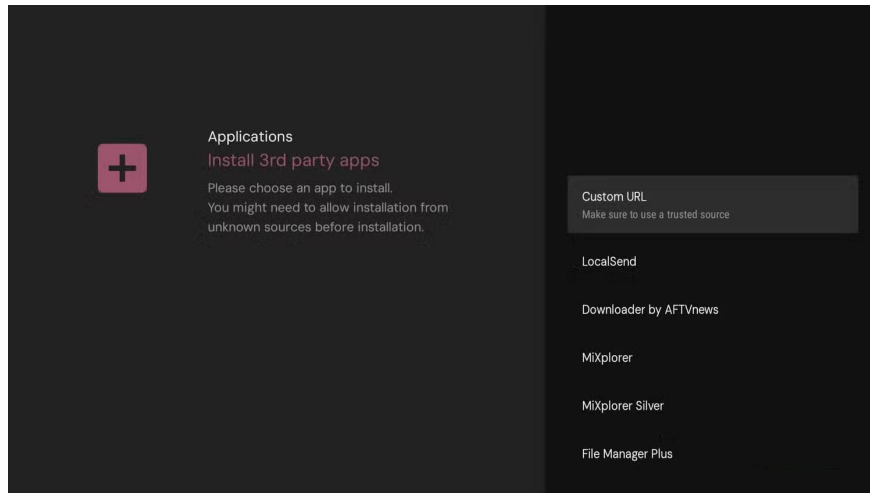 Applications
Install 3rd party apps
Please choose an app to install.
You might need to allow installation from
unknown sources before installation.
Custom URL
Make sure to use a trusted source
LocalSend
Downloader by AFTVnews
MiXplorer
MiXplorer Silver
File Manager Plus